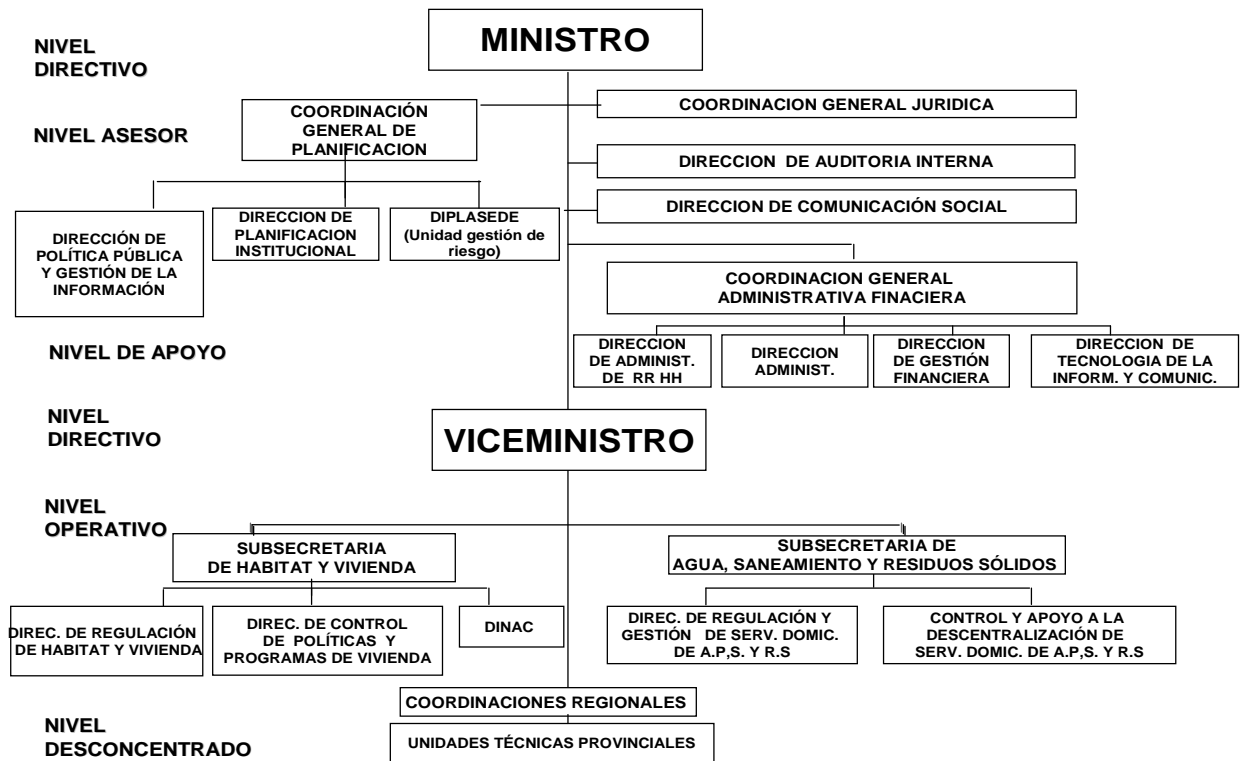 MINISTRO
NIVEL
DIRECTIVO
COORDINACION GENERAL JURIDICA
COORDINACIÓN
GENERAL DE
PLANIFICACION
NIVEL ASESOR
DIRECCION DE AUDITORIA INTERNA
DIRECCION DE COMUNICACIÓN SOCIAL
DIRECCIÓN DE
POLÍTICA PÚBLICA
Y GESTIÓN DE LA
INFORMACIÓN
DIRECCION DE
PLANIFICACION
INSTITUCIONAL
DIPLASEDE
(Unidad gestión de
riesgo)
COORDINACION GENERAL
ADMINISTRATIVA FINACIERA
NIVEL DE APOYO
DIRECCION
DE ADMINIST.
DE RR HH
DIRECCION
ADMINIST.
DIRECCION
DE GESTIÓN
FINANCIERA
DIRECCION DE
TECNOLOGIA DE LA
INFORM. Y COMUNIC.
NIVEL
DIRECTIVO
VICEMINISTRO
NIVEL
OPERATIVO
SUBSECRETARIA
DE HABITAT Y VIVIENDA
SUBSECRETARIA DE
AGUA, SANEAMIENTO Y RESIDUOS SÓLIDOS
DIREC. DE REGULACIÓN
DE HABITAT Y VIVIENDA
DIREC. DE CONTROL
DE POLÍTICAS Y
PROGRAMAS DE VIVIENDA
DINAC
DIREC. DE REGULACIÓN Y
GESTIÓN DE SERV. DOMIC.
DE A.P,S. Y R.S
CONTROL Y APOYO A LA
DESCENTRALIZACIÓN DE
SERV. DOMIC. DE A.P,S. Y R.S
COORDINACIONES REGIONALES
NIVEL
DESCONCENTRADO
UNIDADES TÉCNICAS PROVINCIALES